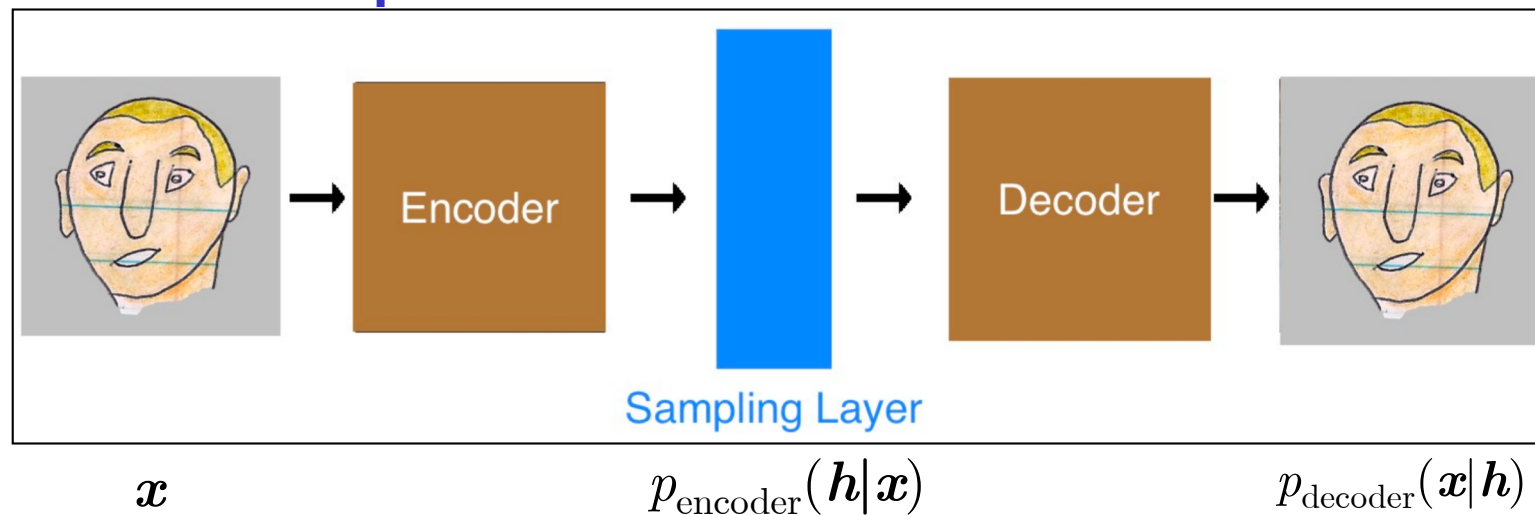 Encoder
Decoder
Sampling Layer
x
p_encoder(h|x)
p_decoder(x|h)